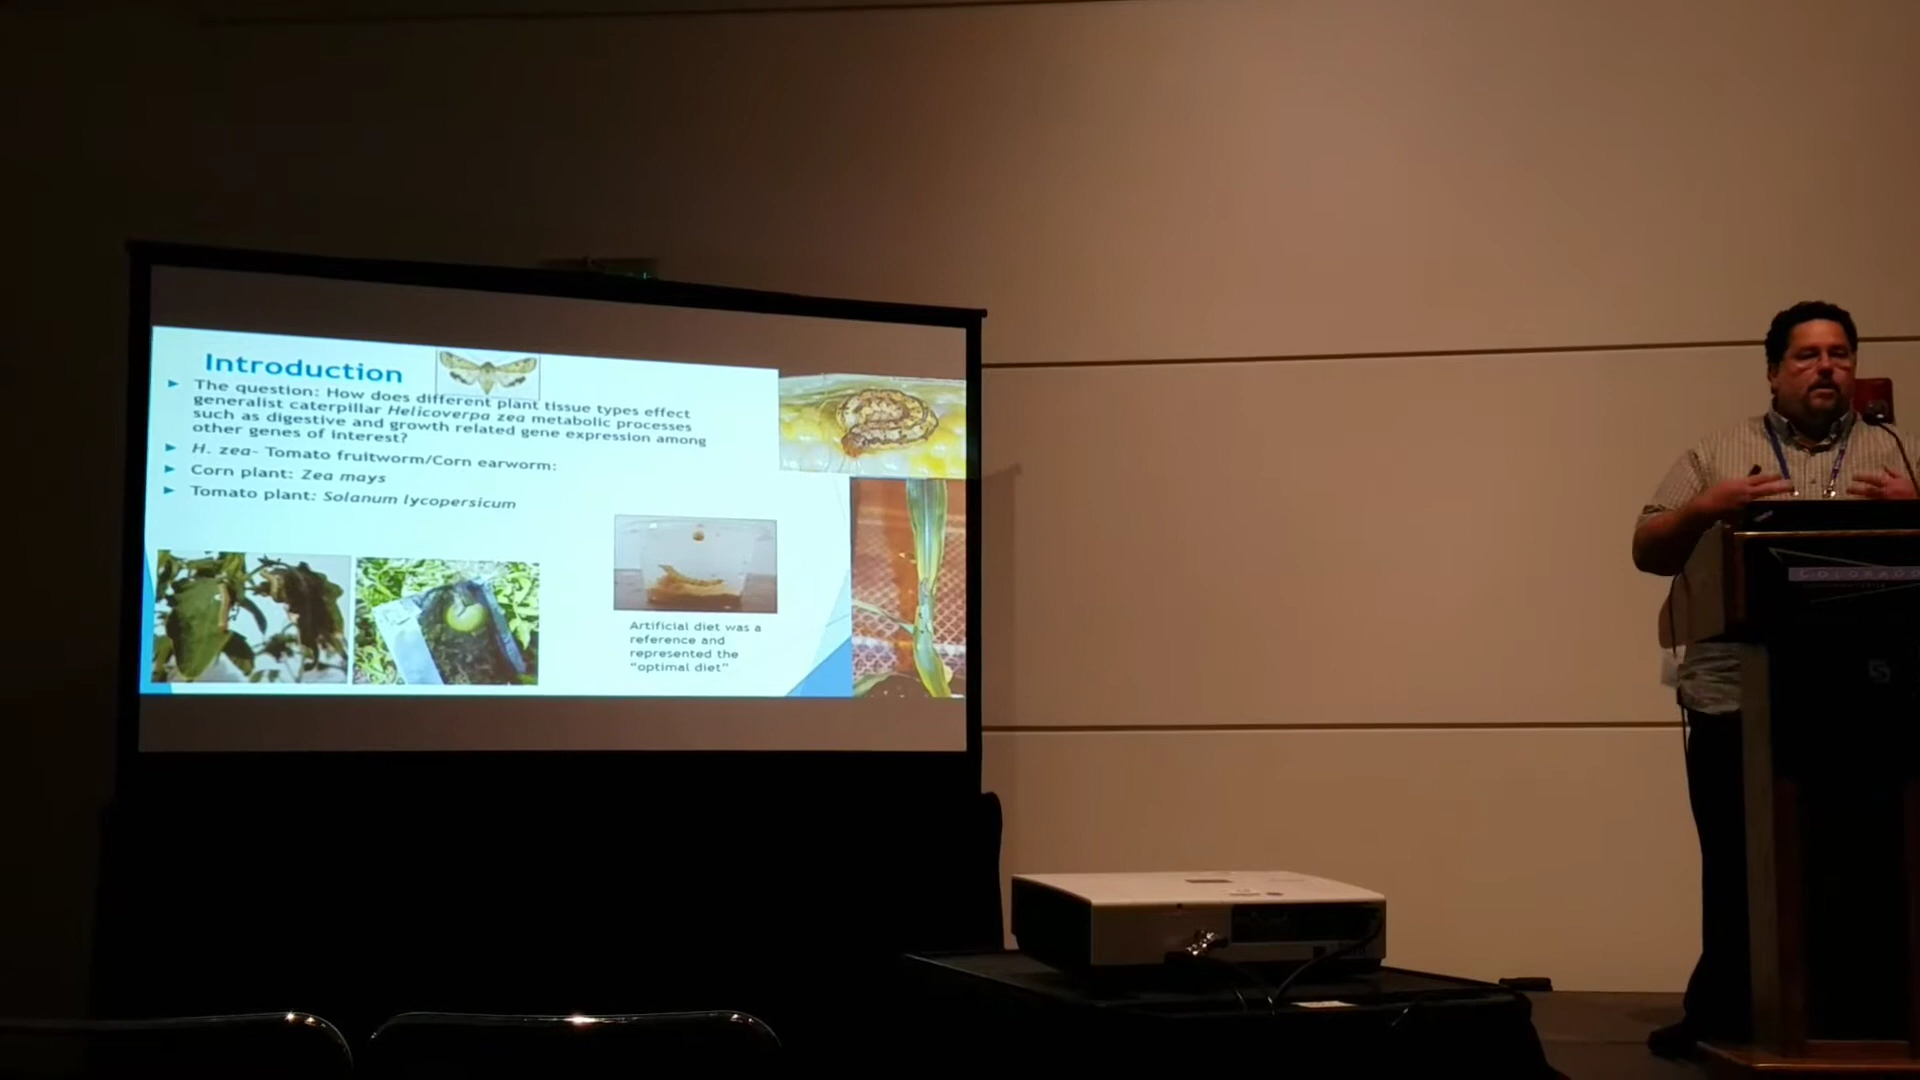 Introduction
The question: How does different plant tissue types effect
generalist caterpillar Helicoverpa zea metabolic processes
such as digestive and growth related gene expression among
other genes of interest?
H. zea- Tomato fruitworm/Corn earworm:
Corn plant: Zea mays
Tomato plant: Solanum lycopersicum
Artificial diet was a
reference and
represented the
"optimal diet"
COLORADO